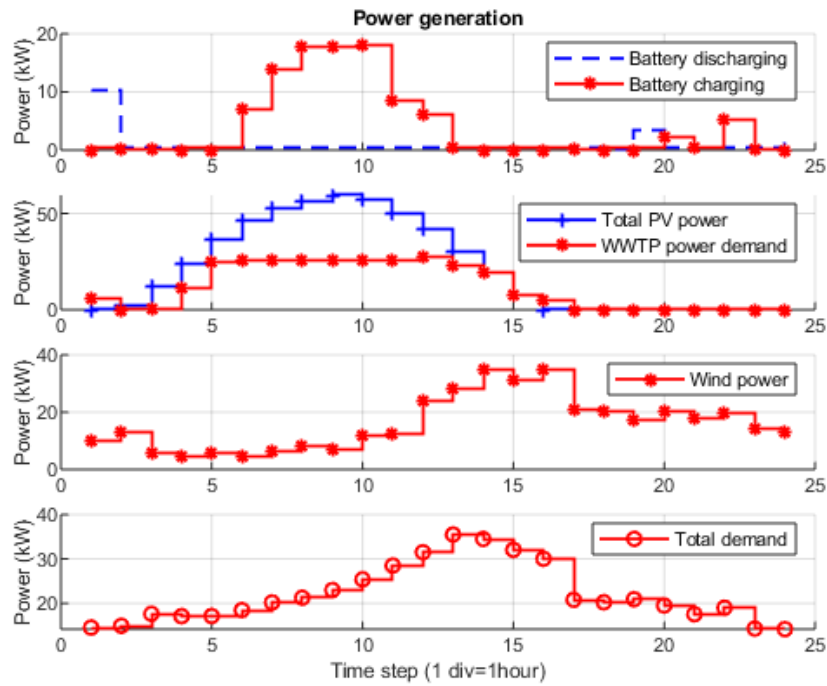 Power generation
Power (kW)
20
10
0
Battery discharging
Battery charging
0 5 10 15 20 25
Power (kW)
50
0
Total PV power
WWTP power demand
0 5 10 15 20 25
Power (kW)
40
20
0
Wind power
0 5 10 15 20 25
Power (kW)
40
30
20
Total demand
0 5 10 15 20 25
Time step (1 div=1hour)